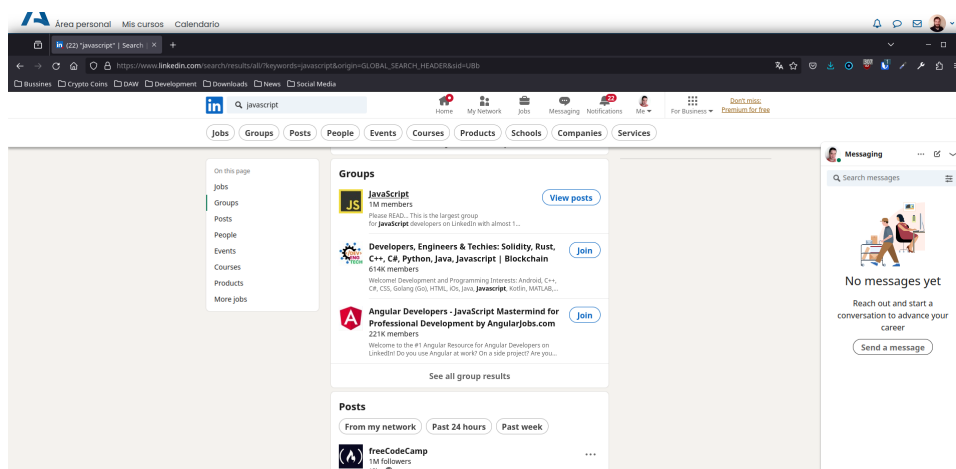 Área personal Mis cursos Calendario
(22) "javascript" | Search |
https://www.linkedin.com/search/results/all/?keywords=javascript&origin=GLOBAL_SEARCH_HEADER&sid=UBb
Bussines Crypto Coins DAW Development Downloads News Social Media
in javascript
Home My Network Jobs Messaging 22 Notifications Me For Business Don't miss:
Premium for free
Jobs Groups Posts People Events Courses Products Schools Companies Services
On this page
Jobs
Groups
Posts
People
Events
Courses
Products
More jobs
Groups
JS
JavaScript
1M members
Please READ... This is the largest group
for JavaScript developers on LinkedIn with almost 1...
View posts
Developers, Engineers & Techies: Solidity, Rust,
C++, C#, Python, Java, Javascript | Blockchain
614K members
Welcome! Development and Programming Interests: Android, C++,
C#, CSS, Golang (Go), HTML, iOs, Java, Javascript, Kotlin, MATLAB,...
Join
Angular Developers - JavaScript Mastermind for
Professional Development by AngularJobs.com
221K members
Welcome to the #1 Angular Resource for Angular Developers on
LinkedIn! Do you use Angular at work? On a side project? Are you...
Join
See all group results
Posts
From my network Past 24 hours Past week
freeCodeCamp
1M followers
Messaging
Search messages
No messages yet
Reach out and start a
conversation to advance your
career
Send a message